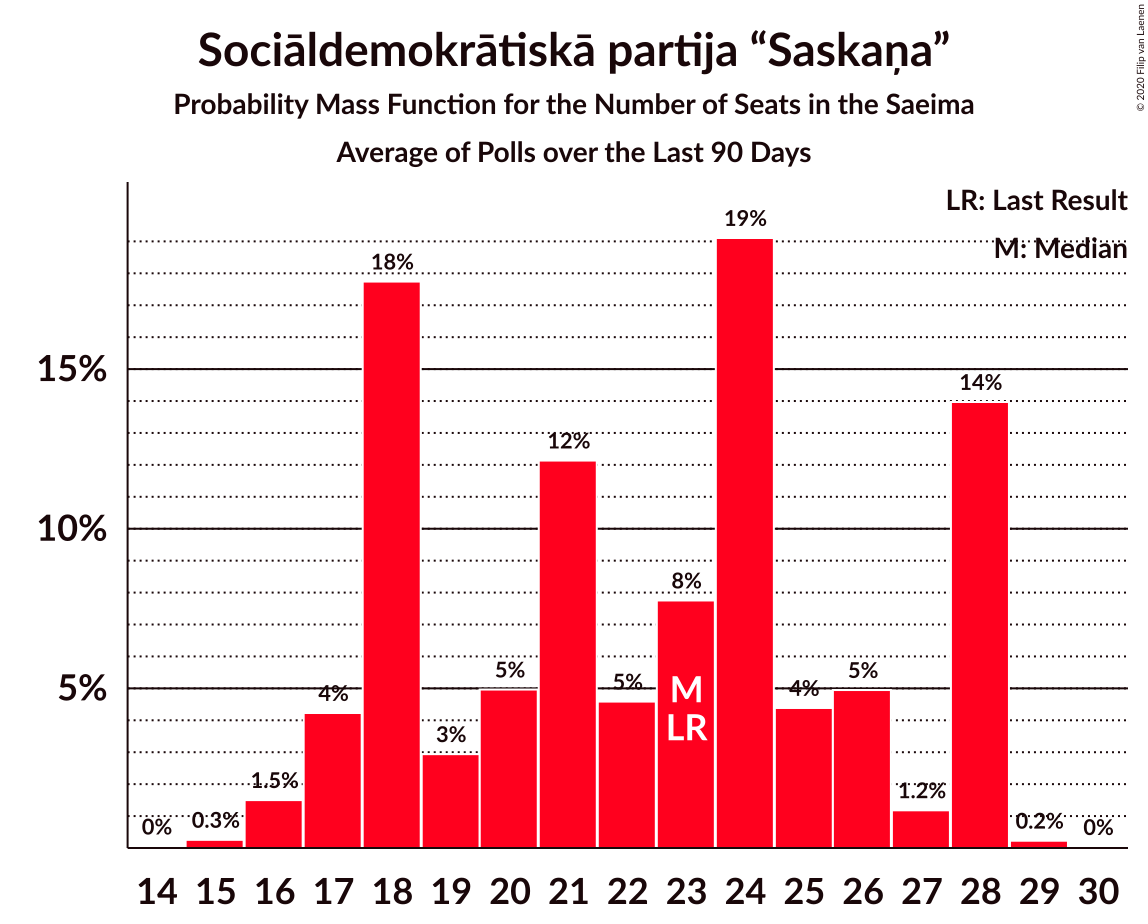 Sociāldemokrātiskā partija “Saskaņa”
Probability Mass Function for the Number of Seats in the Saeima
Average of Polls over the Last 90 Days
© 2020 Filip van Laenen
LR: Last Result
M: Median
15%
10%
5%
0%
0.3%
1.5%
4%
18%
3%
5%
12%
5%
8%
19%
4%
5%
1.2%
14%
0.2%
0%
M
LR
14 15 16 17 18 19 20 21 22 23 24 25 26 27 28 29 30